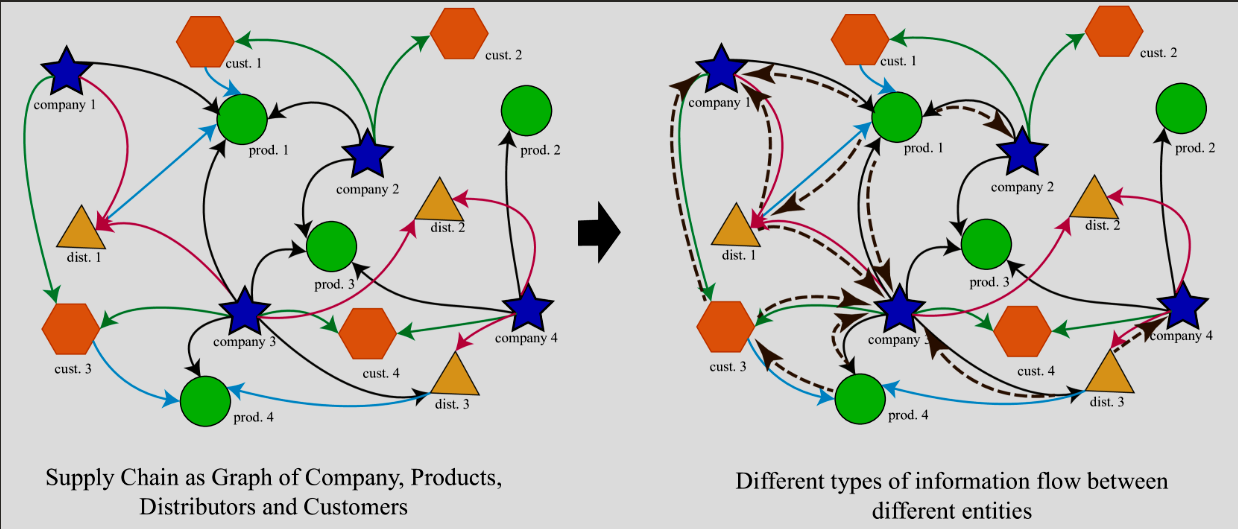 cust. 1
cust. 2
company 1
prod. 1
prod. 2
company 2
dist. 2
dist. 1
prod. 3
company 3
company 4
cust. 3
cust. 4
dist. 3
prod. 4
Supply Chain as Graph of Company, Products,
Distributors and Customers
cust. 1
cust. 2
company 1
prod. 1
prod. 2
company 2
dist. 2
dist. 1
prod. 3
company
company 4
cust. 3
cust. 4
dist. 3
prod. 4
Different types of information flow between
different entities